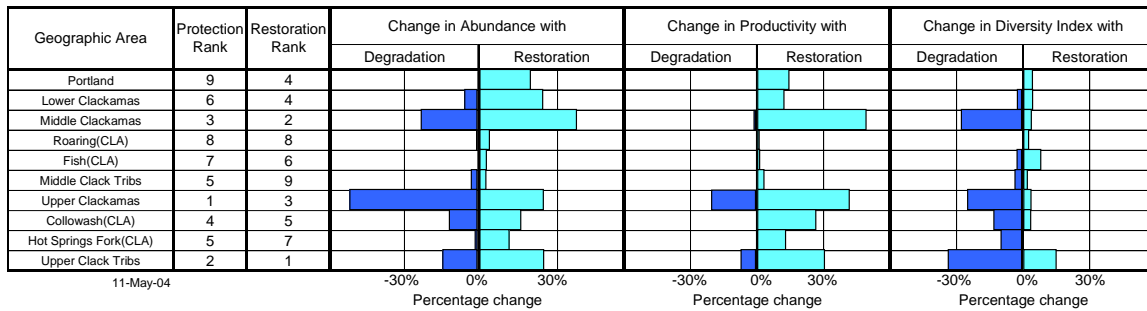 Geographic Area Protection Rank Restoration Rank Change in Abundance with Change in Productivity with Change in Diversity Index with
Degradation Restoration Degradation Restoration Degradation Restoration
Portland 9 4
Lower Clackamas 6 4
Middle Clackamas 3 2
Roaring(CLA) 8 8
Fish(CLA) 7 6
Middle Clack Tribs 5 9
Upper Clackamas 1 3
Collowash(CLA) 4 5
Hot Springs Fork(CLA) 5 7
Upper Clack Tribs 2 1
11-May-04 -30% 0% 30% -30% 0% 30% -30% 0% 30%
Percentage change Percentage change Percentage change